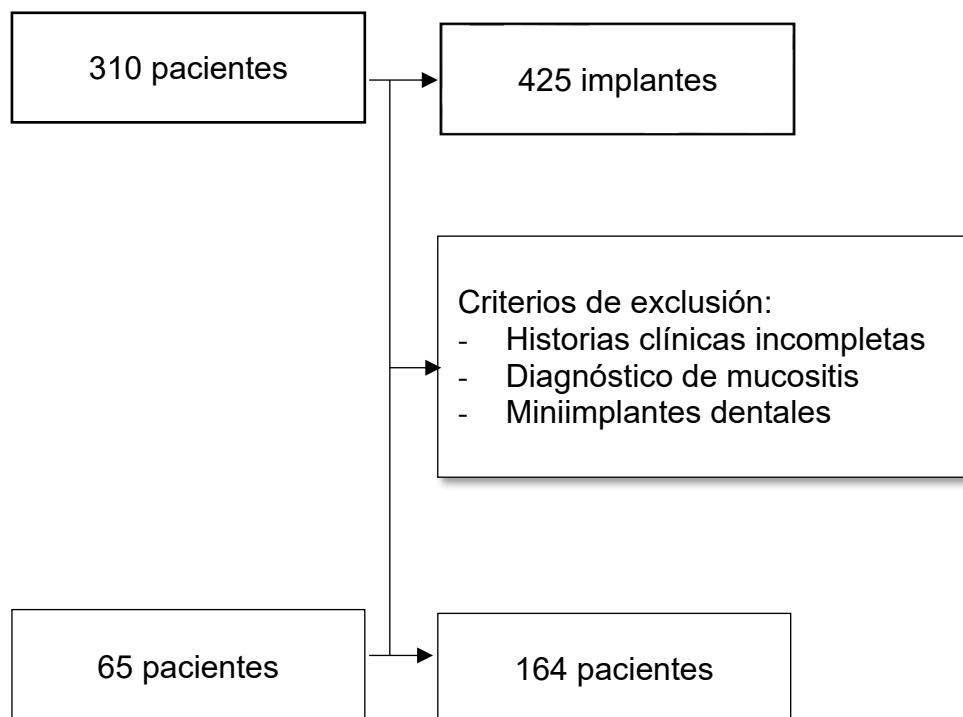 310 pacientes
425 implantes
Criterios de exclusión:
- Historias clínicas incompletas
- Diagnóstico de mucositis
- Miniimplantes dentales
65 pacientes
164 pacientes